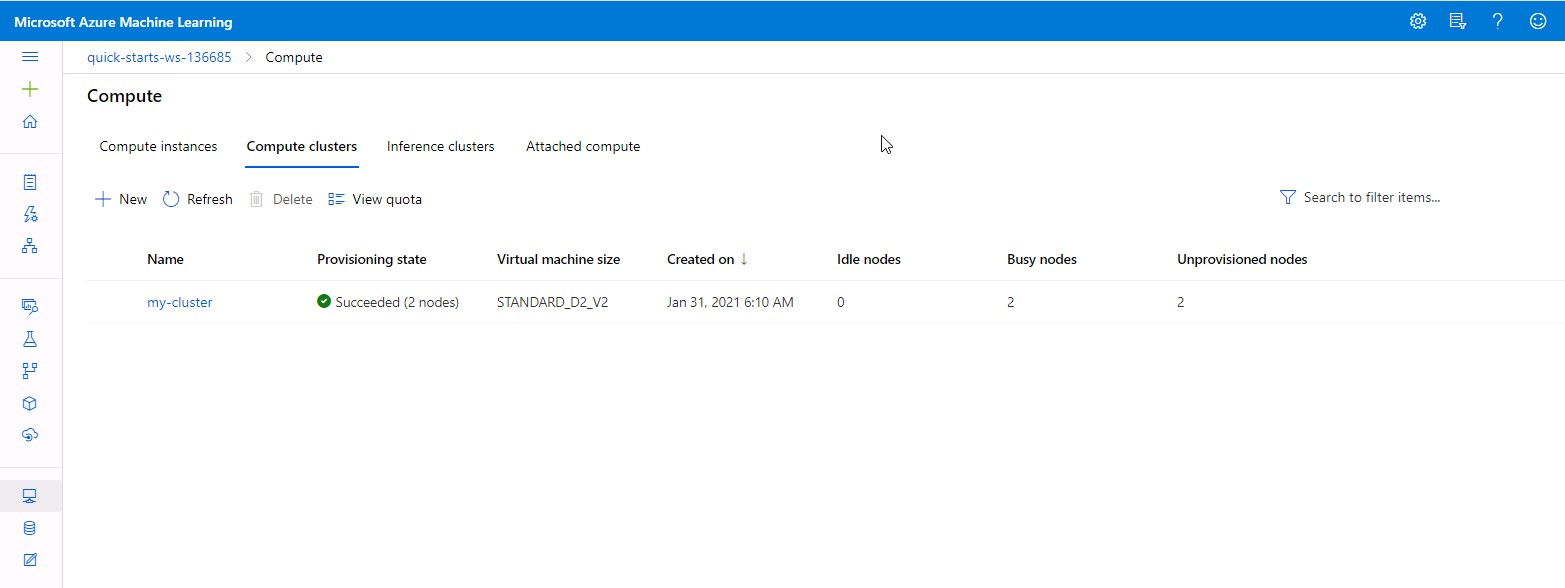 Microsoft Azure Machine Learning
quick-starts-ws-136685 > Compute
Compute
Compute instances Compute clusters Inference clusters Attached compute
New Refresh Delete View quota Search to filter items...
Name Provisioning state Virtual machine size Created on ↓ Idle nodes Busy nodes Unprovisioned nodes
my-cluster Succeeded (2 nodes) STANDARD_D2_V2 Jan 31, 2021 6:10 AM 0 2 2